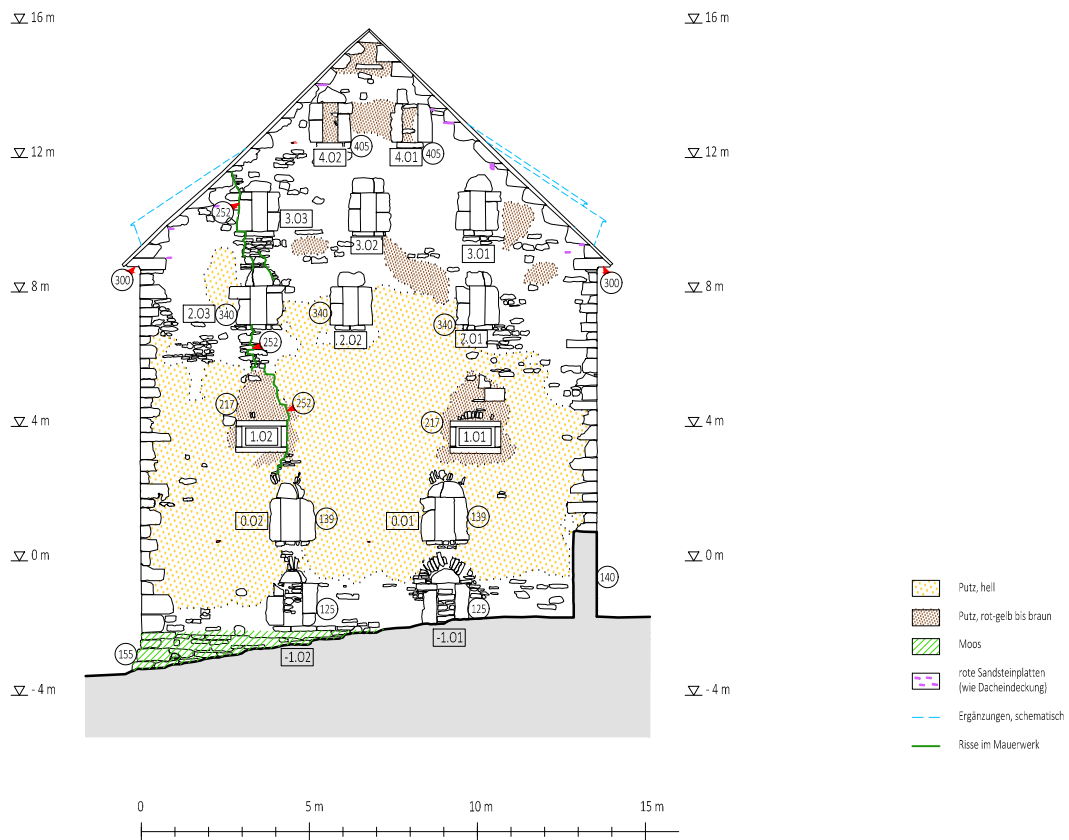 16 m
16 m
4.02
405
4.01
405
12 m
12 m
252
3.03
3.02
3.01
300
300
8 m
8 m
2.03
340
340
340
2.02
2.01
252
217
252
217
4 m
4 m
1.02
1.01
0.02
139
0.01
139
0 m
0 m
140
125
125
-1.01
155
-1.02
- 4 m
- 4 m
Putz, hell
Putz, rot-gelb bis braun
Moos
rote Sandsteinplatten
(wie Dacheindeckung)
Ergänzungen, schematisch
Risse im Mauerwerk
0
5 m
10 m
15 m